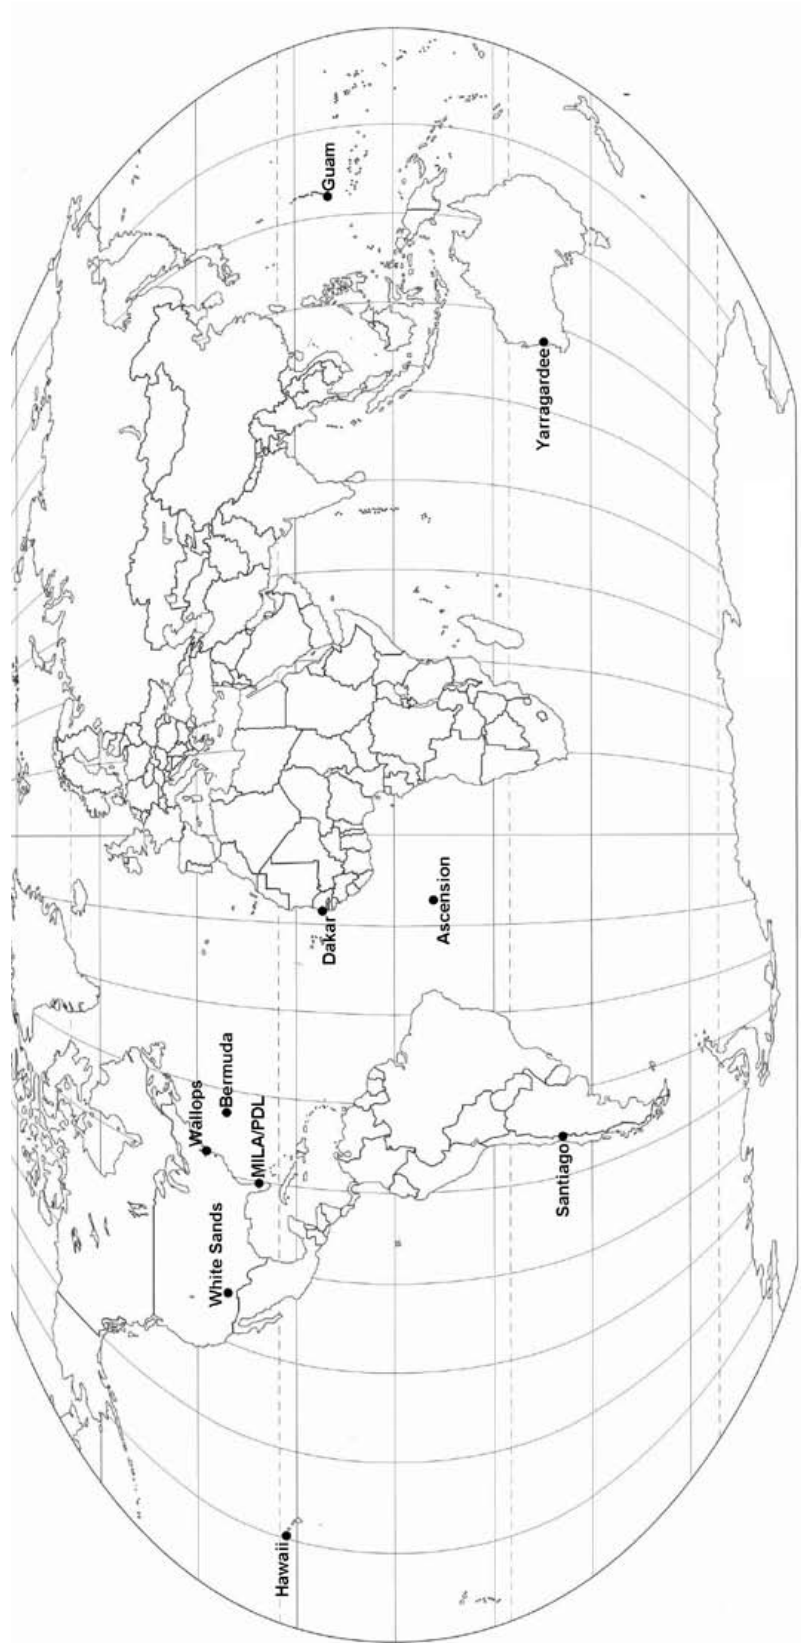 Guam
Yarragardee
Dakar
Ascension
Wallops
Bermuda
MILA/PDL
White Sands
Santiago
Hawaii